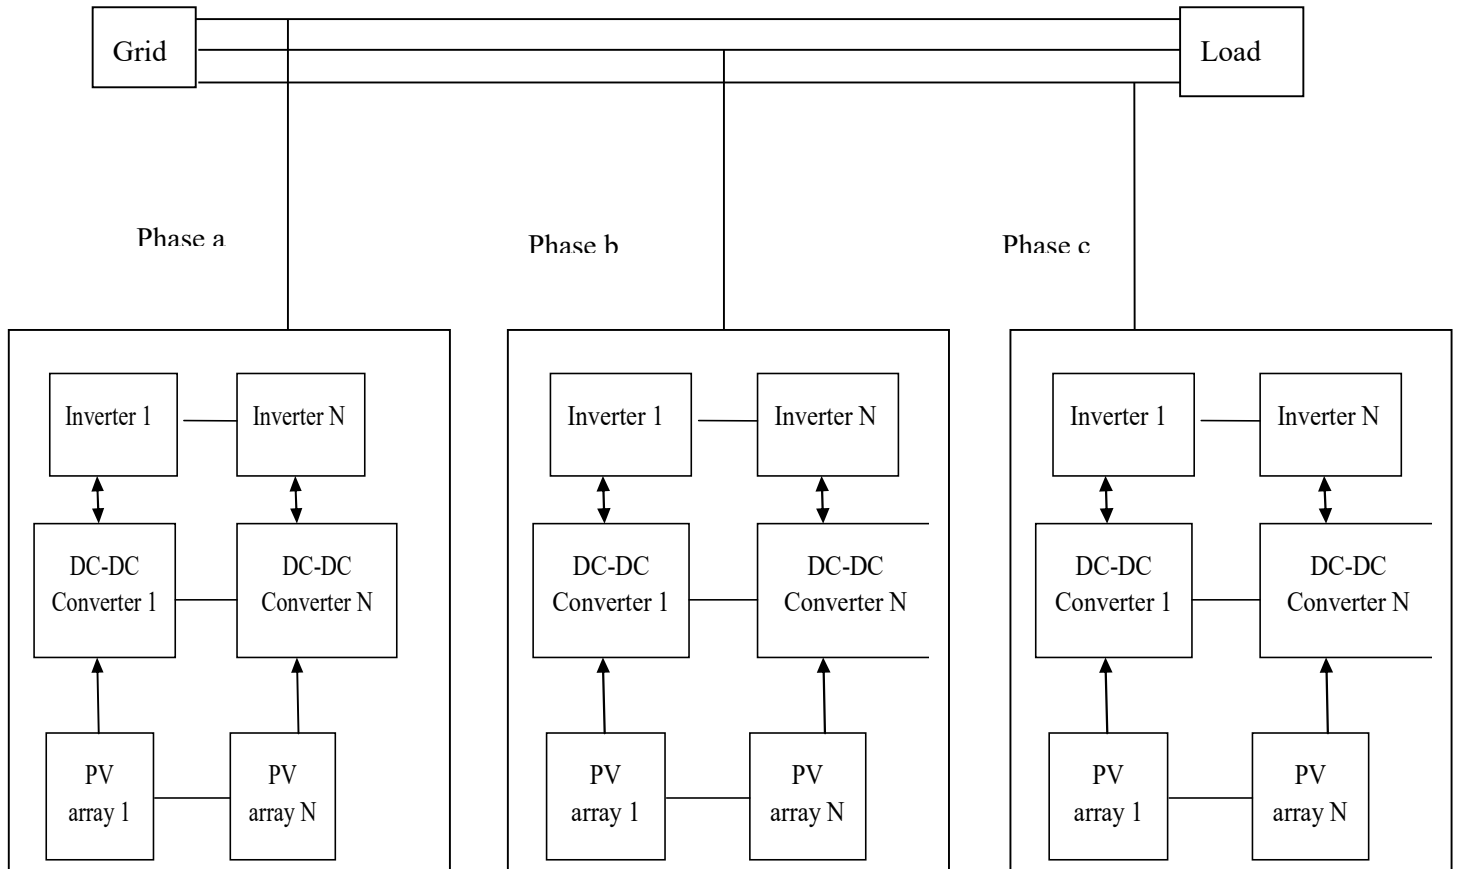 Grid
Load
Phase a
Phase b
Phase c
Inverter 1
Inverter N
DC-DC
Converter 1
DC-DC
Converter N
PV
array 1
PV
array N
Inverter 1
Inverter N
DC-DC
Converter 1
DC-DC
Converter N
PV
array 1
PV
array N
Inverter 1
Inverter N
DC-DC
Converter 1
DC-DC
Converter N
PV
array 1
PV
array N